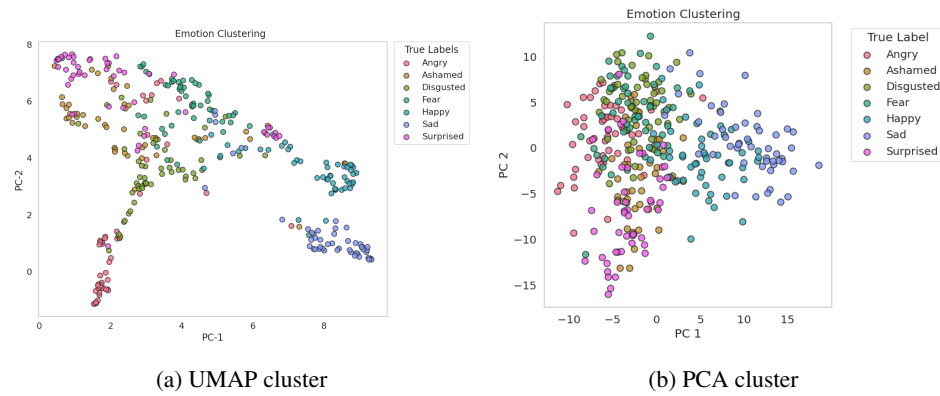 Emotion Clustering
8
6
4
2
0
PC-2
0
2
4
6
8
PC-1
True Labels
Angry
Ashamed
Disgusted
Fear
Happy
Sad
Surprised
(a) UMAP cluster
Emotion Clustering
10
5
0
−5
−10
−15
PC 2
−10
−5
0
5
10
15
PC 1
True Label
Angry
Ashamed
Disgusted
Fear
Happy
Sad
Surprised
(b) PCA cluster